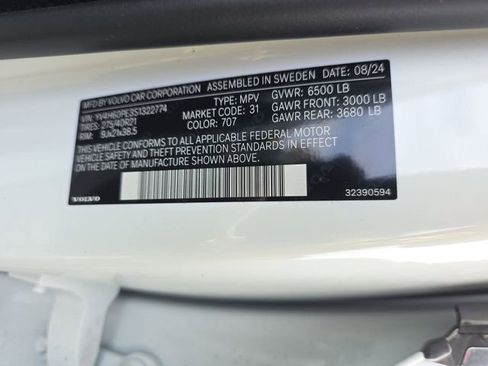 MFD BY VOLVO CAR CORPORATION ASSEMBLED IN SWEDEN DATE: 08/24
VIN: YV4H60PE3S1322774 TYPE: MPV GVWR: 6500 LB
TIRES: 275/40R21 MARKET CODE: 31 GAWR FRONT: 3000 LB
RIM: 9Jx21x38.5 COLOR: 707 GAWR REAR: 3680 LB
THIS VEHICLE CONFORMS TO ALL APPLICABLE FEDERAL MOTOR
VEHICLE SAFETY, BUMPER, AND THEFT PREVENTION STANDARDS IN EFFECT
ON THE DATE OF MANUFACTURE SHOWN ABOVE.
VOLVO 32390594